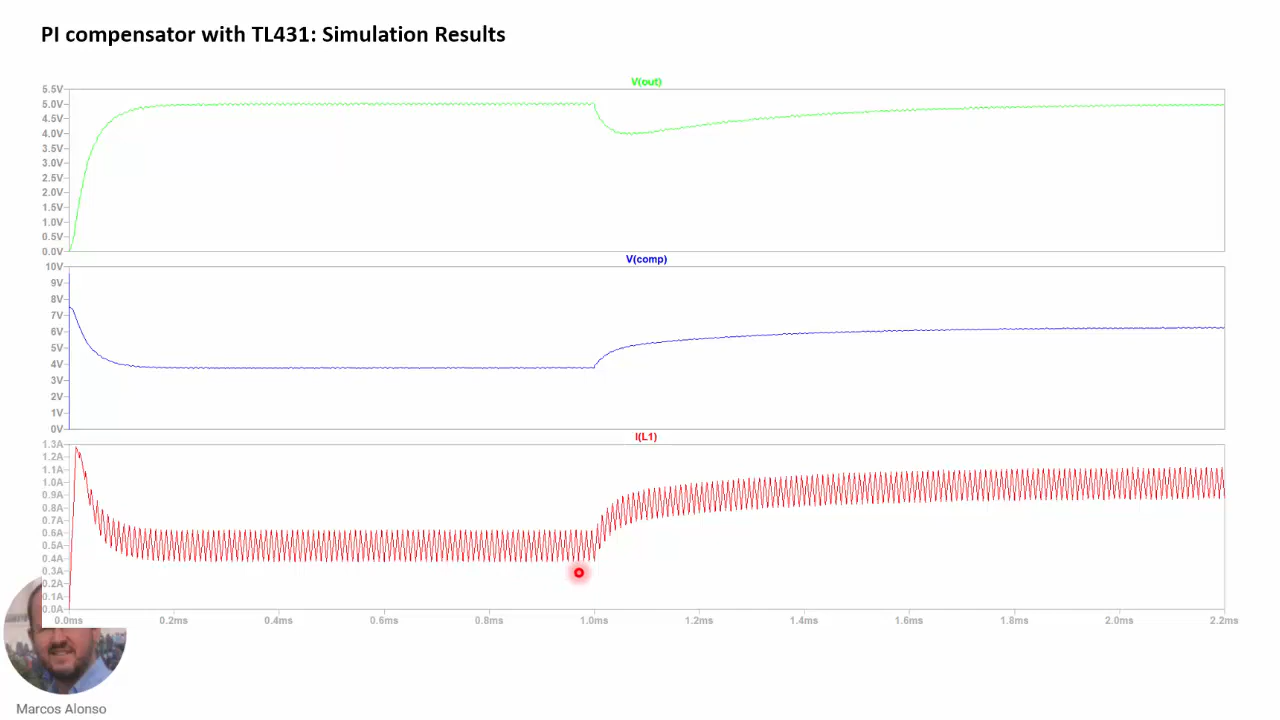 PI compensator with TL431: Simulation Results
V(out)
5.5V
5.0V
4.5V
4.0V
3.5V
3.0V
2.5V
2.0V
1.5V
1.0V
0.5V
0.0V
V(comp)
10V
9V
8V
7V
6V
5V
4V
3V
2V
1V
0V
I(L1)
1.3A
1.2A
1.1A
1.0A
0.9A
0.8A
0.7A
0.6A
0.5A
0.4A
0.3A
0.2A
0.1A
0.0A
0.0ms 0.2ms 0.4ms 0.6ms 0.8ms 1.0ms 1.2ms 1.4ms 1.6ms 1.8ms 2.0ms 2.2ms
Marcos Alonso